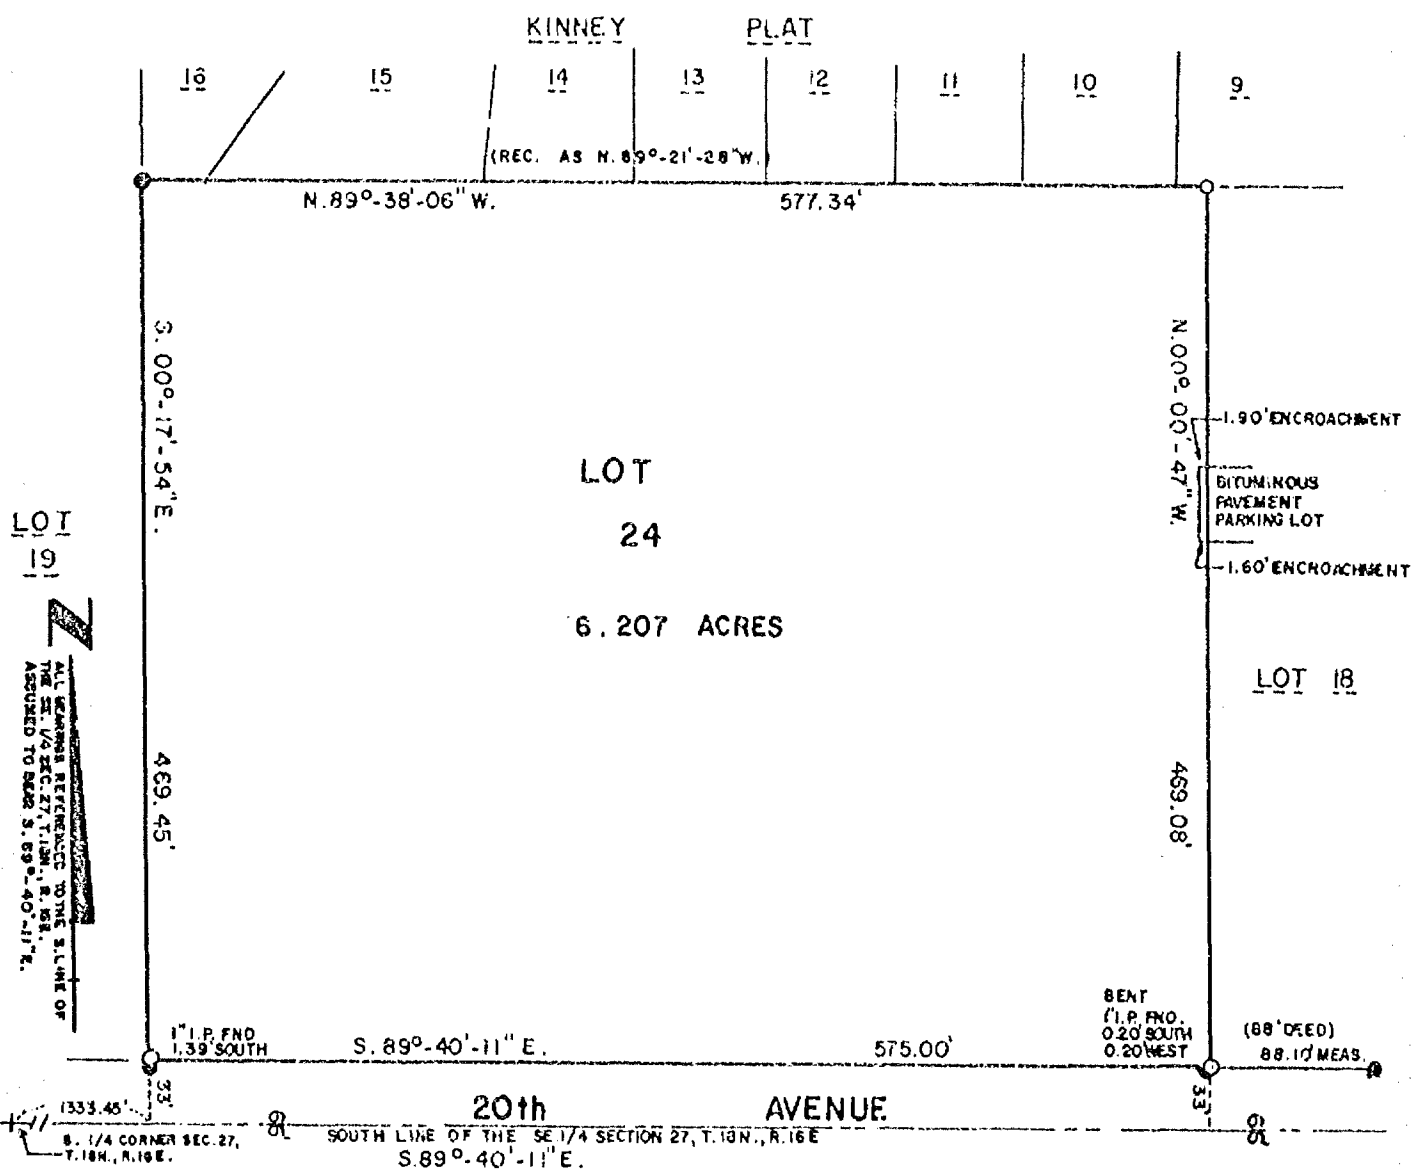 KINNEY PLAT
16 15 14 13 12 11 10 9
(REC. AS N. 89°-21'-28"W.)
N.89°-38'-06" W. 577.34'
S. 00°-17'-54"E.
469.45'
N.00°-00'-47" W.
469.08'
1.90' ENCROACHMENT
BITUMINOUS
PAVEMENT
PARKING LOT
1.60' ENCROACHMENT
LOT
24
6.207 ACRES
LOT
19
LOT 18
ALL BEARINGS REFERENCED TO THE S. LINE OF
THE SE. 1/4 SEC. 27, T.18N., R. 16E.
ASSUMED TO BEAR S. 89°-40'-11"E.
1" I.P. FND
1.39' SOUTH
S. 89°-40'-11" E. 575.00'
BENT
1" I.P. FND.
0.20' SOUTH
0.20' WEST
(88' DEED)
88.10' MEAS.
33'
33'
1333.45'
S. 1/4 CORNER SEC. 27,
T.18N., R.16E.
20th AVENUE
SOUTH LINE OF THE SE.1/4 SECTION 27, T.18N., R.16E
S.89°-40'-11"E.